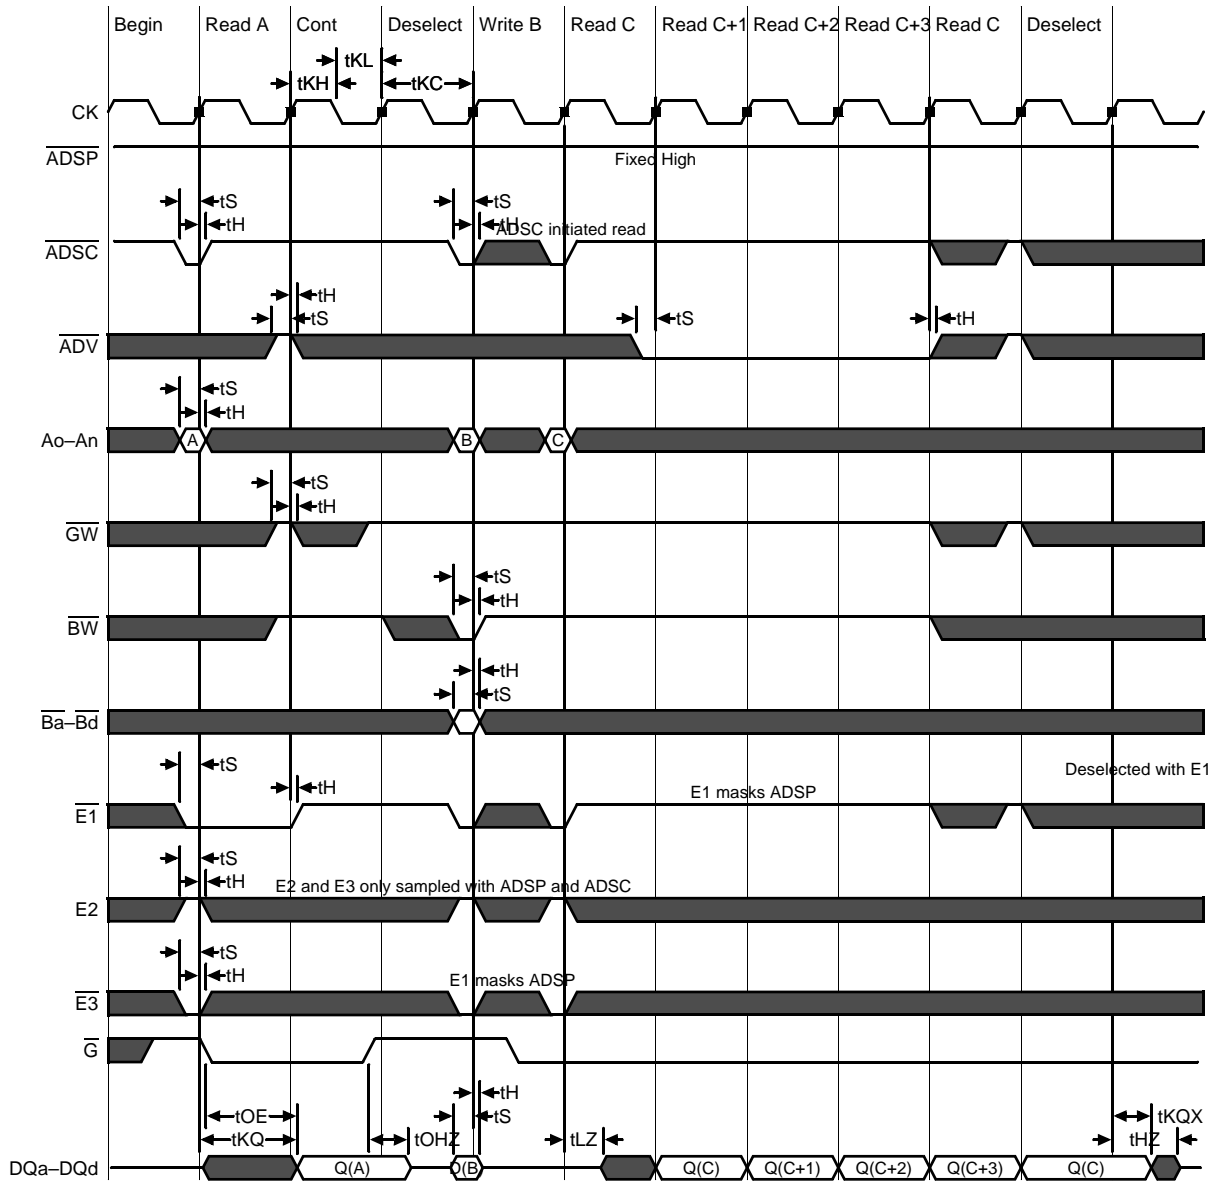 Begin Read A Cont Deselect Write B Read C Read C+1 Read C+2 Read C+3 Read C Deselect
tKL
tKH tKC
CK
ADSP
Fixed High
tS tS
tH tH
ADSC initiated read
ADSC
tH
tS tS tH
ADV
tS
tH
Ao–An A B C
tS
tH
GW
tS
tH
BW
tH
tS
Ba–Bd
tS Deselected with E1
tH
E1 masks ADSP
E1
tS
tH
E2 and E3 only sampled with ADSP and ADSC
E2
tS
tH
E1 masks ADSP
E3
G
tH
tOE tS tKQX
tKQ tOHZ tLZ tHZ
DQa–DQd Q(A) D(B Q(C) Q(C+1) Q(C+2) Q(C+3) Q(C)